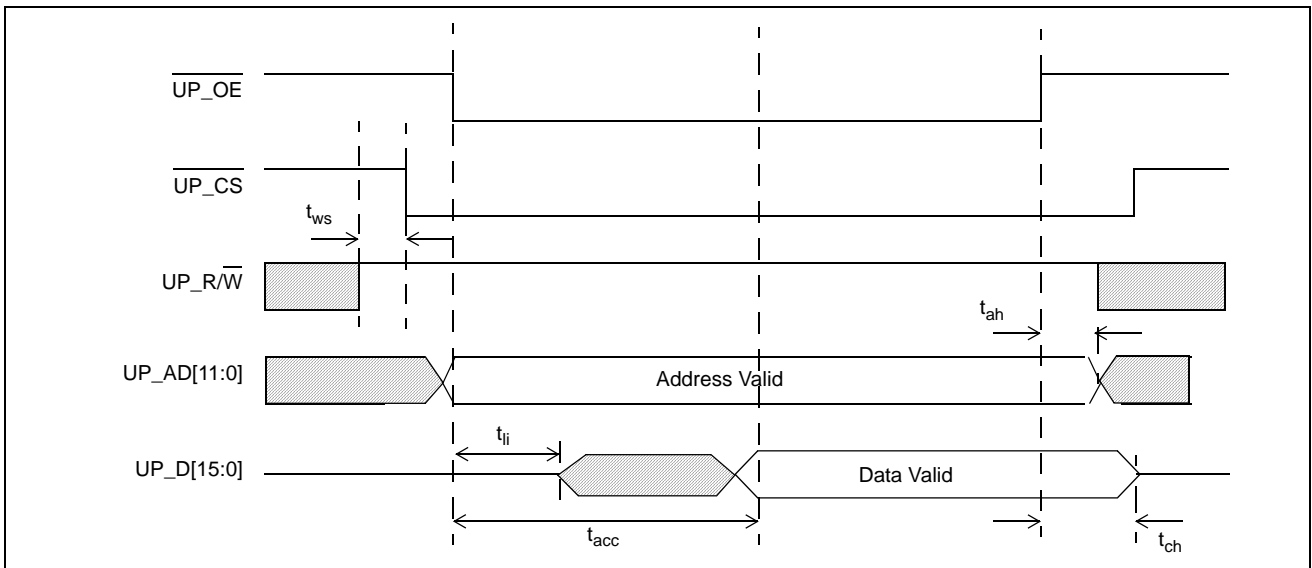 UP_OE
UP_CS
t_ws
UP_R/W
t_ah
UP_AD[11:0]
Address Valid
t_li
UP_D[15:0]
Data Valid
t_acc
t_ch